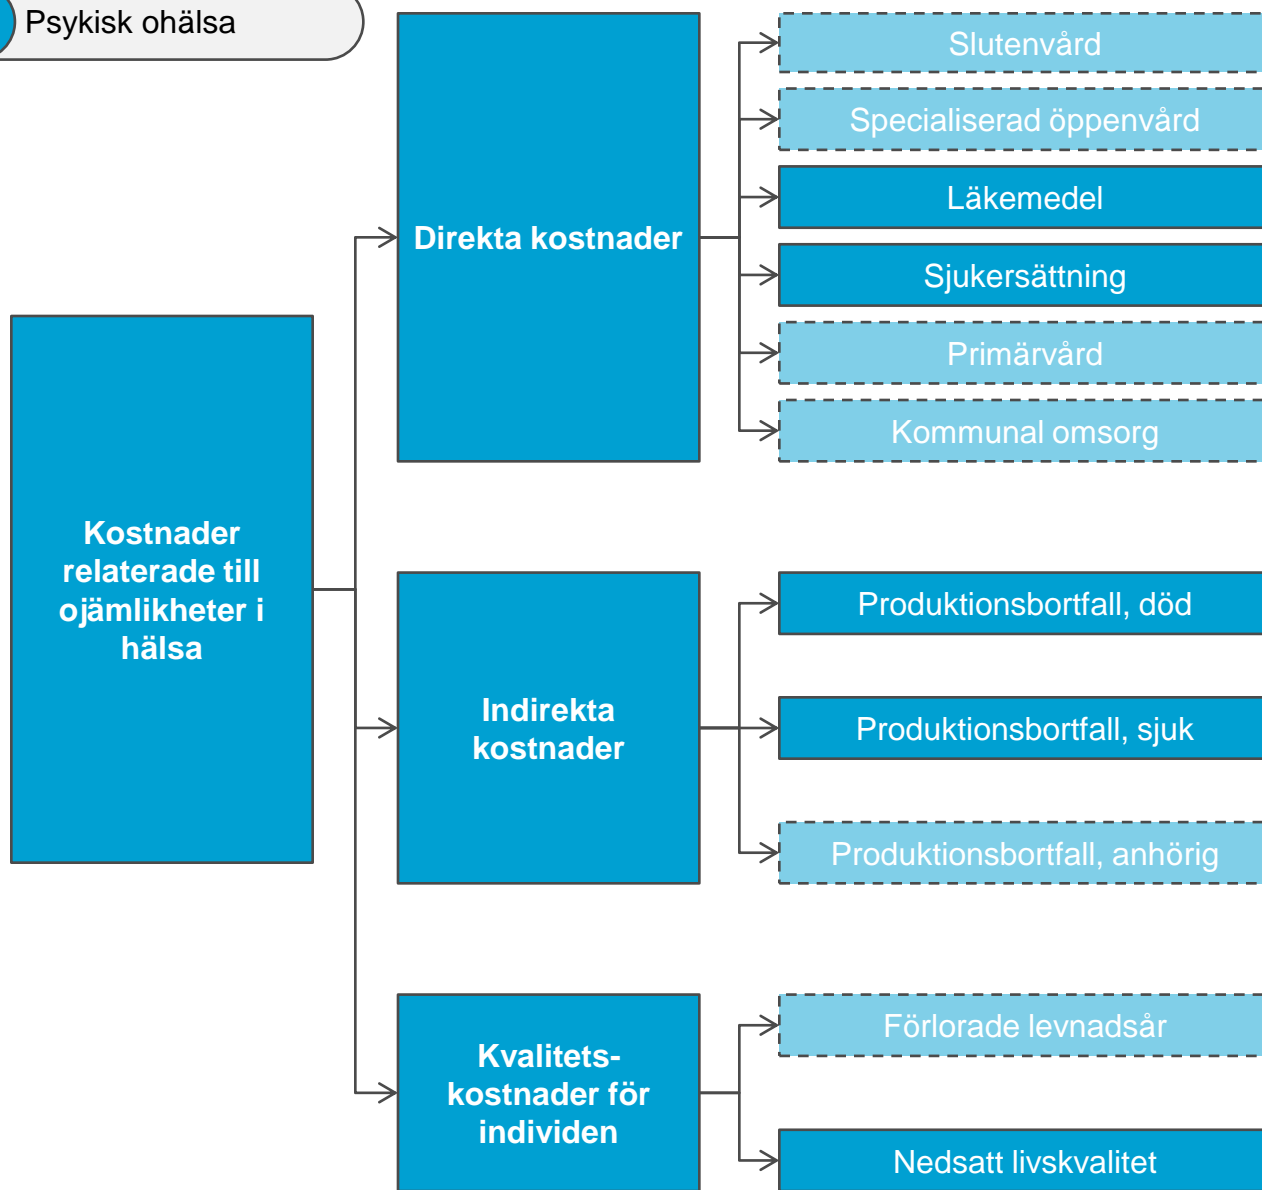 Psykisk ohälsa
Slutenvård
Specialiserad öppenvård
Läkemedel
Direkta kostnader
Sjukersättning
Primärvård
Kommunal omsorg
Kostnader
relaterade till
ojämlikheter i
hälsa
Produktionsbortfall, död
Indirekta
kostnader
Produktionsbortfall, sjuk
Produktionsbortfall, anhörig
Förlorade levnadsår
Kvalitets-
kostnader för
individen
Nedsatt livskvalitet